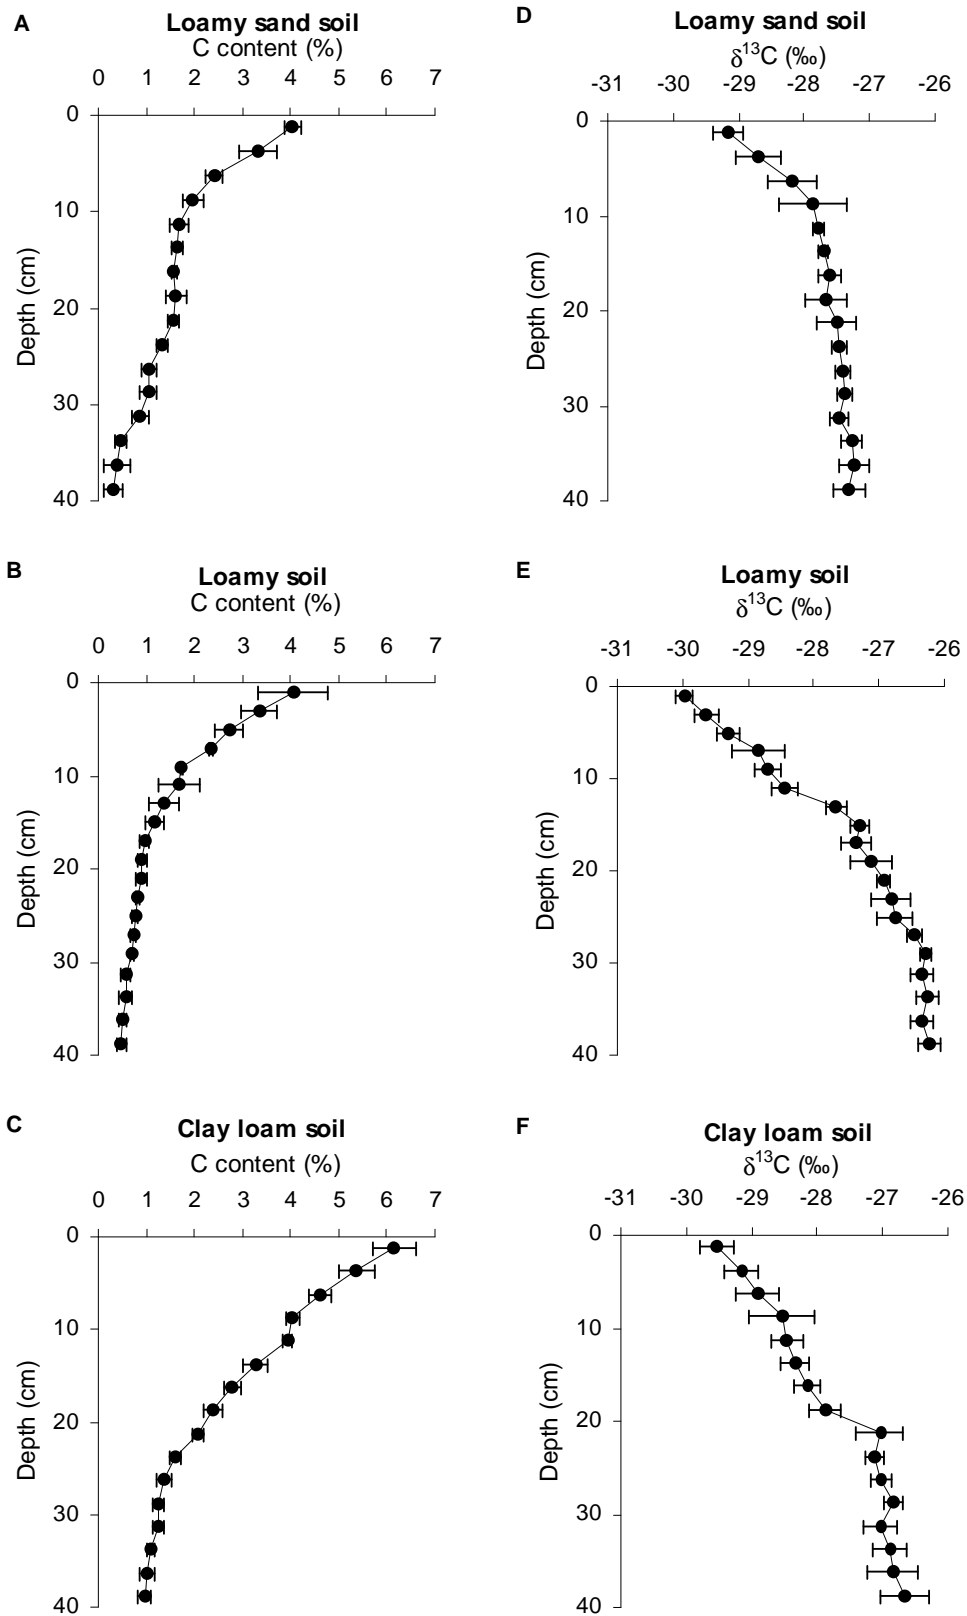 A
Loamy sand soil
C content (%)
0 1 2 3 4 5 6 7
0
10
20
30
40
Depth (cm)
D
Loamy sand soil
δ13C (‰)
-31 -30 -29 -28 -27 -26
0
10
20
30
40
Depth (cm)
B
Loamy soil
C content (%)
0 1 2 3 4 5 6 7
0
10
20
30
40
Depth (cm)
E
Loamy soil
δ13C (‰)
-31 -30 -29 -28 -27 -26
0
10
20
30
40
Depth (cm)
C
Clay loam soil
C content (%)
0 1 2 3 4 5 6 7
0
10
20
30
40
Depth (cm)
F
Clay loam soil
δ13C (‰)
-31 -30 -29 -28 -27 -26
0
10
20
30
40
Depth (cm)